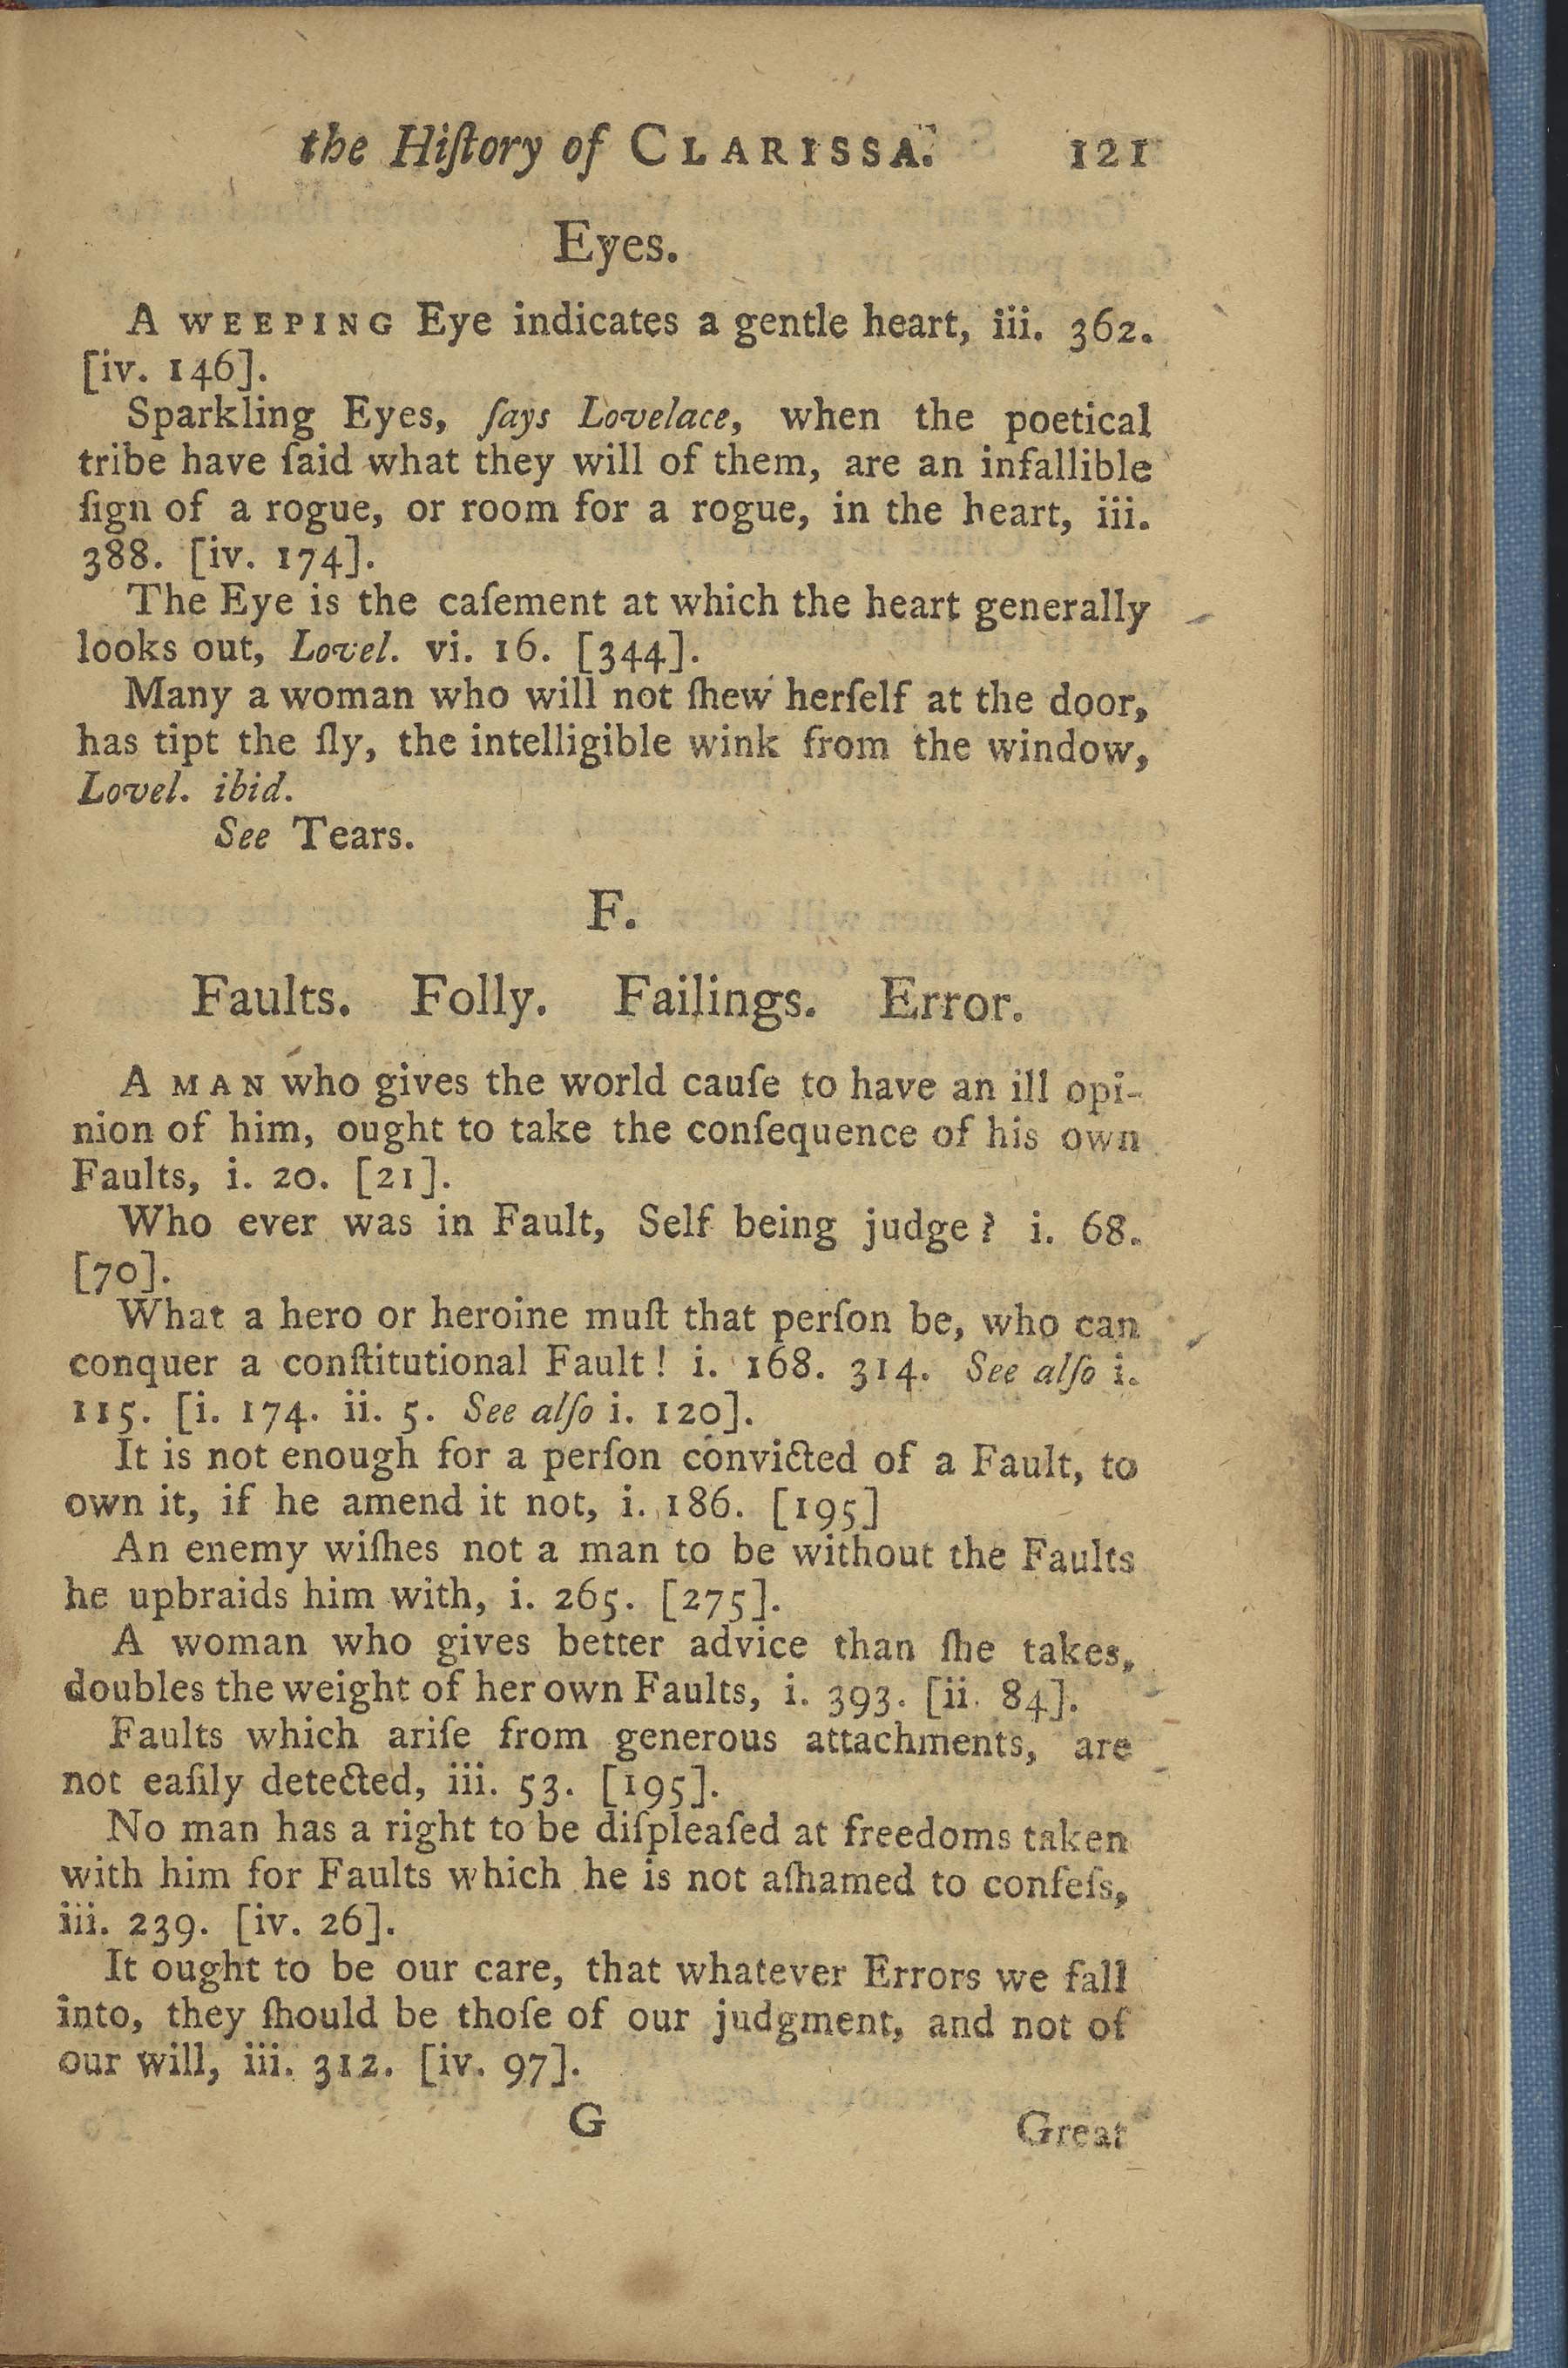 the Hiſtory of CLARISSA. 121
Eyes.
A WEEPING Eye indicates a gentle heart, iii. 362.
[iv. 146].
Sparkling Eyes, ſays Lovelace, when the poetical
tribe have ſaid what they will of them, are an infallible
ſign of a rogue, or room for a rogue, in the heart, iii.
388. [iv. 174].
The Eye is the caſement at which the heart generally
looks out, Lovel. vi. 16. [344].
Many a woman who will not ſhew herſelf at the door,
has tipt the ſly, the intelligible wink from the window,
Lovel. ibid.
See Tears.
F.
Faults. Folly. Failings. Error.
A MAN who gives the world cauſe to have an ill opi-
nion of him, ought to take the conſequence of his own
Faults, i. 20. [21].
Who ever was in Fault, Self being judge? i. 68.
[70].
What a hero or heroine muſt that perſon be, who can
conquer a conſtitutional Fault! i. 168. 314. See alſo i.
115. [i. 174. ii. 5. See alſo i. 120].
It is not enough for a perſon convicted of a Fault, to
own it, if he amend it not, i. 186. [195]
An enemy wiſhes not a man to be without the Faults
he upbraids him with, i. 265. [275].
A woman who gives better advice than ſhe takes,
doubles the weight of her own Faults, i. 393. [ii. 84].
Faults which ariſe from generous attachments, are
not eaſily detected, iii. 53. [195].
No man has a right to be diſpleaſed at freedoms taken
with him for Faults which he is not aſhamed to confeſs,
iii. 239. [iv. 26].
It ought to be our care, that whatever Errors we fall
into, they ſhould be thoſe of our judgment, and not of
our will, iii. 312. [iv. 97].
G Great